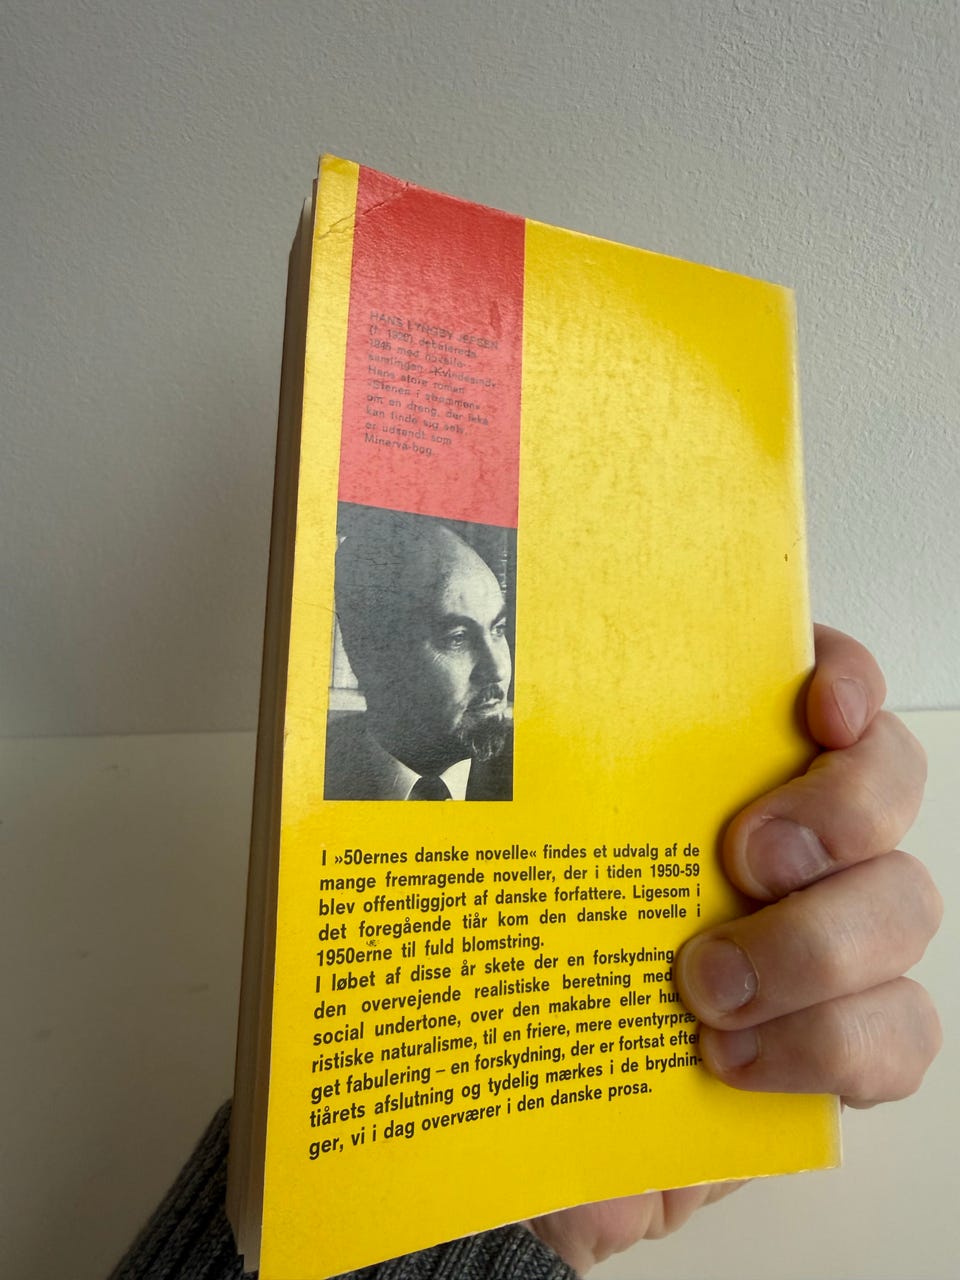 HANS LYNGBY JEPSEN
(f. 1920) debuterede
1945 med novelle-
samlingen »Kvindesind«
Hans store roman
»Stenen i strømmen«
om en dreng, der ikke
kan finde sig selv,
er udsendt som
Minerva-bog.
I »50ernes danske novelle« findes et udvalg af de
mange fremragende noveller, der i tiden 1950-59
blev offentliggjort af danske forfattere. Ligesom i
det foregående tiår kom den danske novelle i
1950erne til fuld blomstring.
I løbet af disse år skete der en forskydning
den overvejende realistiske beretning med
social undertone, over den makabre eller hu
ristiske naturalisme, til en friere, mere eventyrpræ
get fabulering – en forskydning, der er fortsat efter
tiårets afslutning og tydelig mærkes i de brydnin-
ger, vi i dag overværer i den danske prosa.